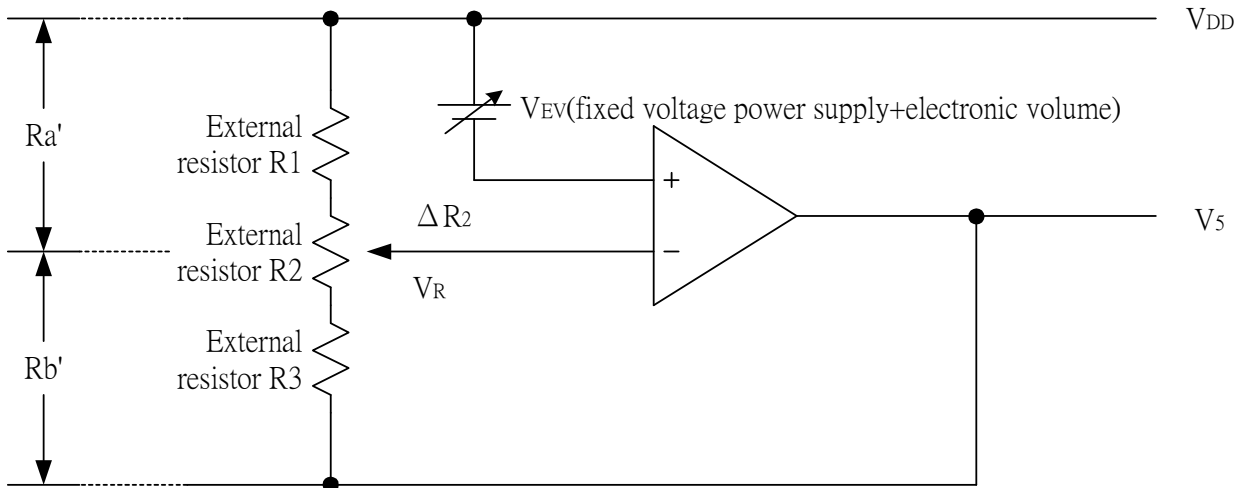 VDD
VEV(fixed voltage power supply+electronic volume)
Ra'
External
resistor R1
+
ΔR2
External
resistor R2
−
VR
V5
External
resistor R3
Rb'